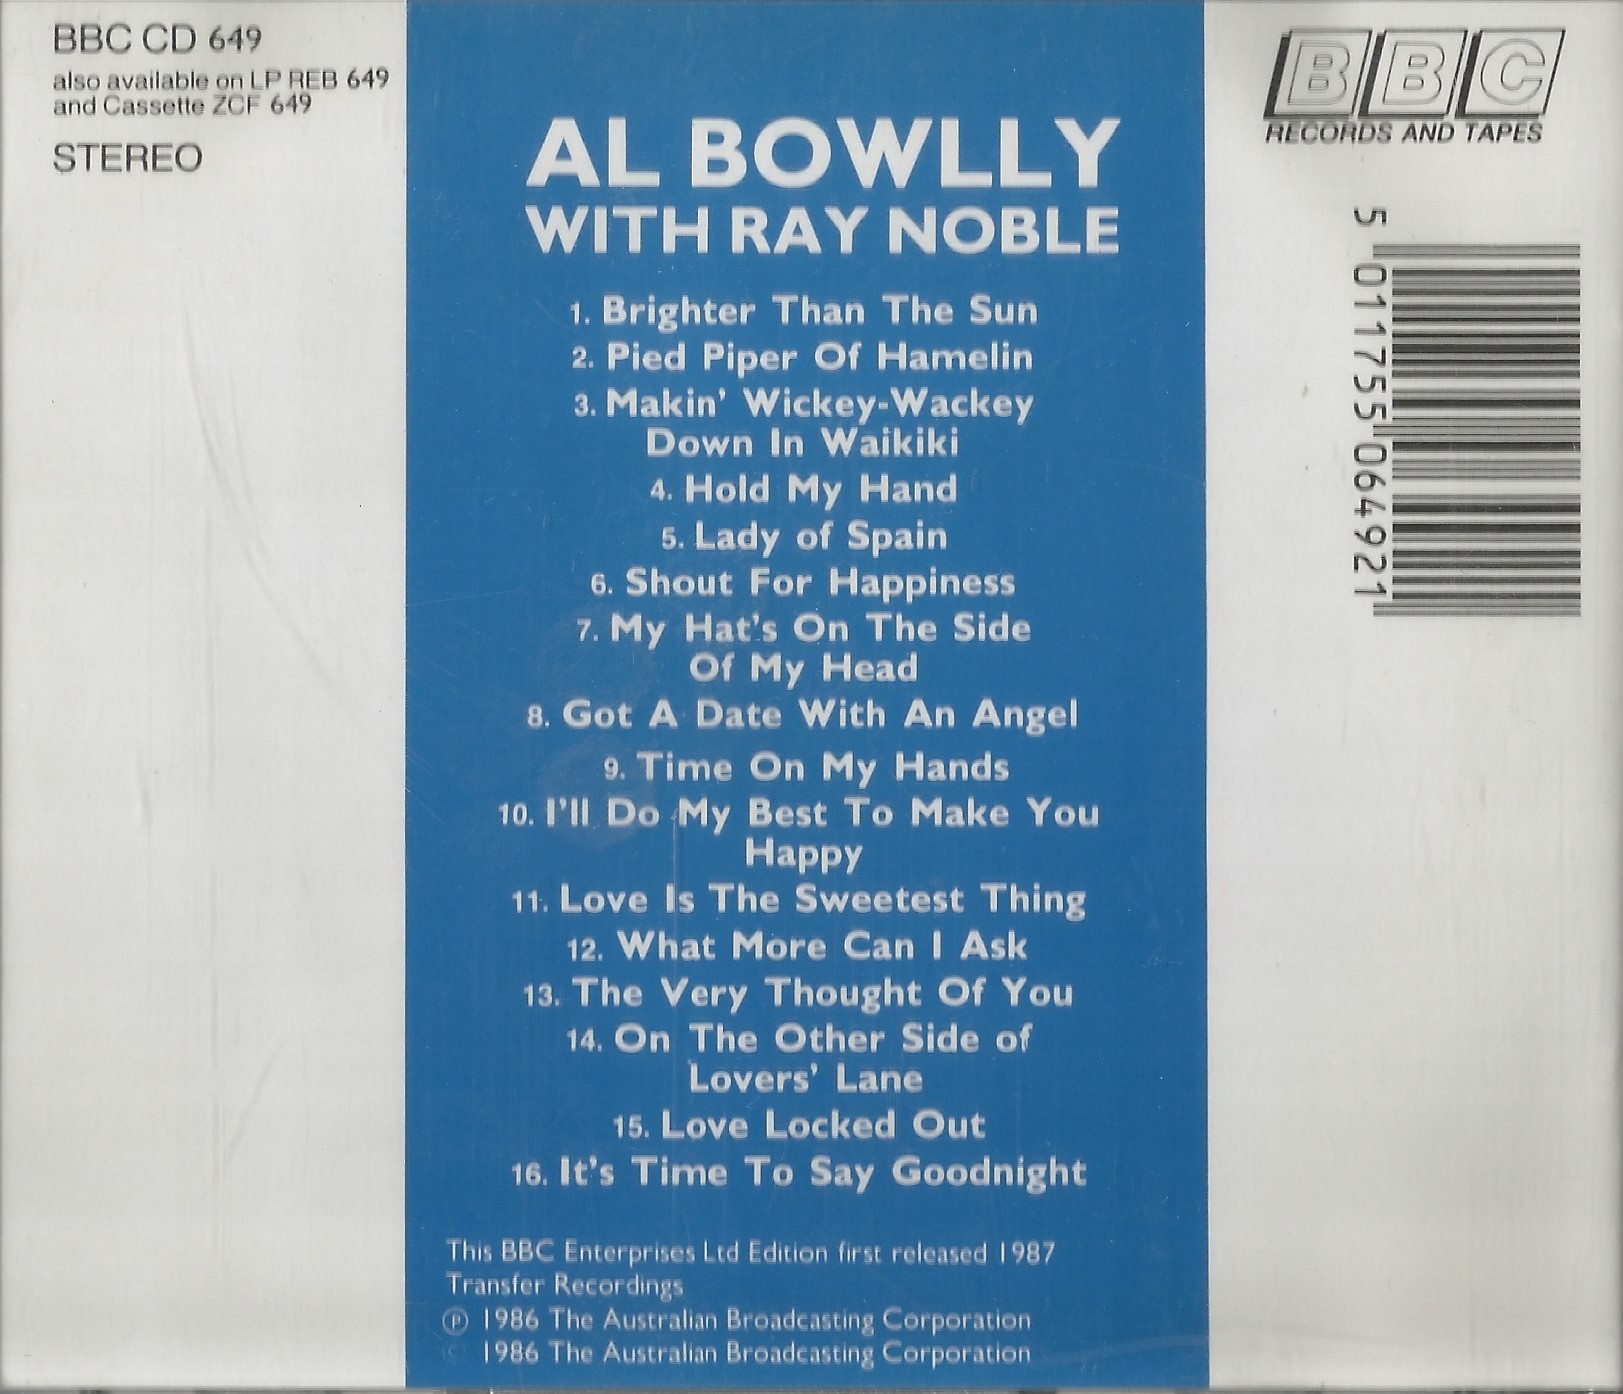 BBC CD 649
also available on LP REB 649
and Cassette ZCF 649
STEREO
BBC
RECORDS AND TAPES
5 011755 064921
AL BOWLLY
WITH RAY NOBLE
1. Brighter Than The Sun
2. Pied Piper Of Hamelin
3. Makin' Wickey-Wackey
Down In Waikiki
4. Hold My Hand
5. Lady of Spain
6. Shout For Happiness
7. My Hat's On The Side
Of My Head
8. Got A Date With An Angel
9. Time On My Hands
10. I'll Do My Best To Make You
Happy
11. Love Is The Sweetest Thing
12. What More Can I Ask
13. The Very Thought Of You
14. On The Other Side of
Lovers' Lane
15. Love Locked Out
16. It's Time To Say Goodnight
This BBC Enterprises Ltd Edition first released 1987
Transfer Recordings
℗ 1986 The Australian Broadcasting Corporation
© 1986 The Australian Broadcasting Corporation